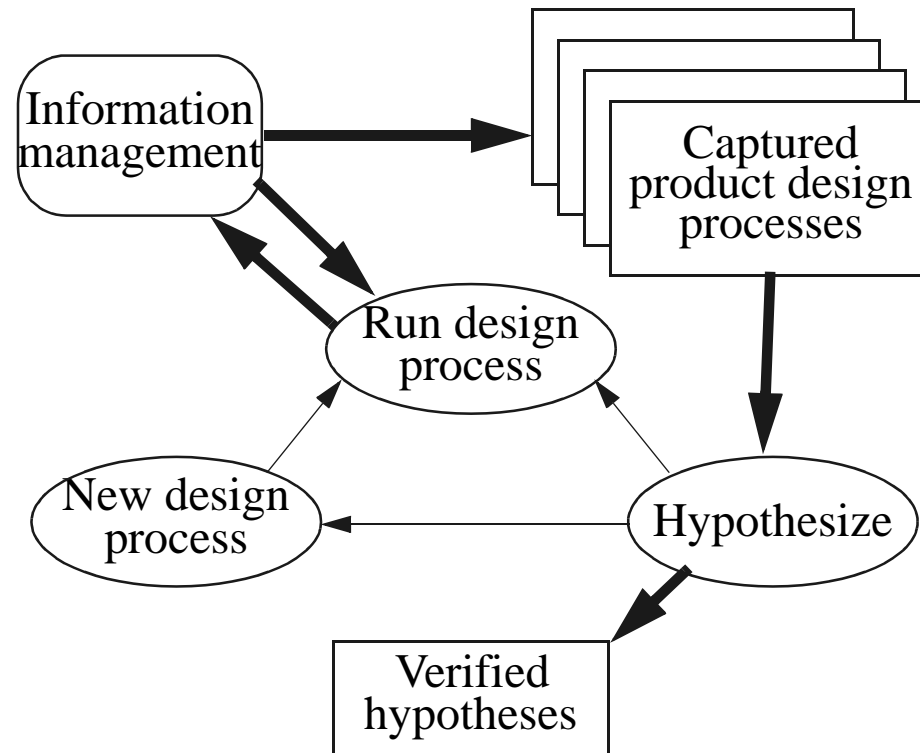 Information
management
Captured
product design
processes
Run design
process
New design
process
Hypothesize
Verified
hypotheses